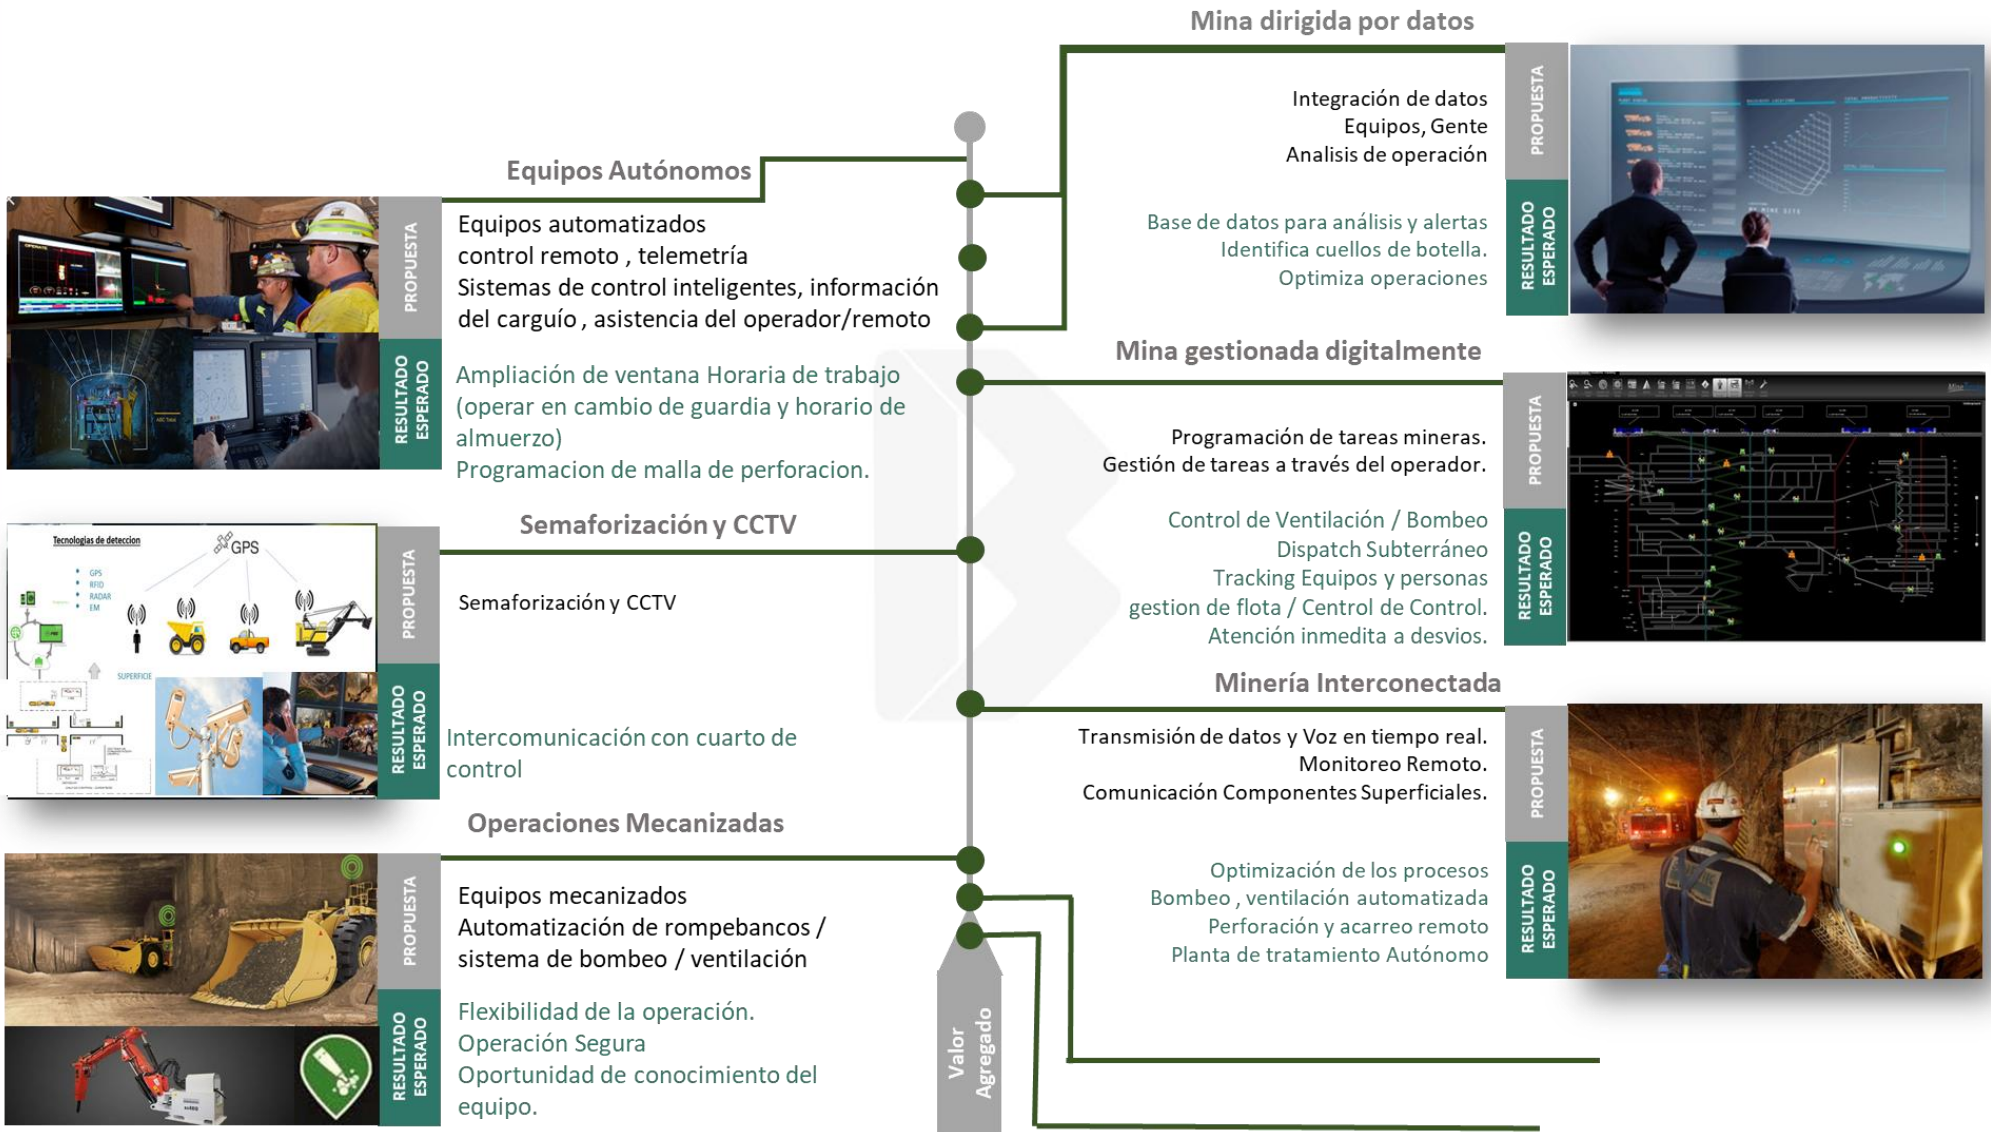 Mina dirigida por datos
PROPUESTA
Integración de datos
Equipos, Gente
Analisis de operación
RESULTADO
ESPERADO
Base de datos para análisis y alertas
Identifica cuellos de botella.
Optimiza operaciones
Equipos Autónomos
PROPUESTA
Equipos automatizados
control remoto , telemetría
Sistemas de control inteligentes, información
del carguío , asistencia del operador/remoto
RESULTADO
ESPERADO
Ampliación de ventana Horaria de trabajo
(operar en cambio de guardia y horario de
almuerzo)
Programacion de malla de perforacion.
Mina gestionada digitalmente
PROPUESTA
Programación de tareas mineras.
Gestión de tareas a través del operador.
RESULTADO
ESPERADO
Control de Ventilación / Bombeo
Dispatch Subterráneo
Tracking Equipos y personas
gestion de flota / Centrol de Control.
Atención inmedita a desvios.
Semaforización y CCTV
Tecnologias de deteccion
GPS
GPS
RFID
RADAR
EM
SUPERFICIE
PROPUESTA
Semaforización y CCTV
RESULTADO
ESPERADO
Intercomunicación con cuarto de
control
Minería Interconectada
PROPUESTA
Transmisión de datos y Voz en tiempo real.
Monitoreo Remoto.
Comunicación Componentes Superficiales.
RESULTADO
ESPERADO
Optimización de los procesos
Bombeo , ventilación automatizada
Perforación y acarreo remoto
Planta de tratamiento Autónomo
Operaciones Mecanizadas
PROPUESTA
Equipos mecanizados
Automatización de rompebancos /
sistema de bombeo / ventilación
RESULTADO
ESPERADO
Flexibilidad de la operación.
Operación Segura
Oportunidad de conocimiento del
equipo.
Valor
Agregado